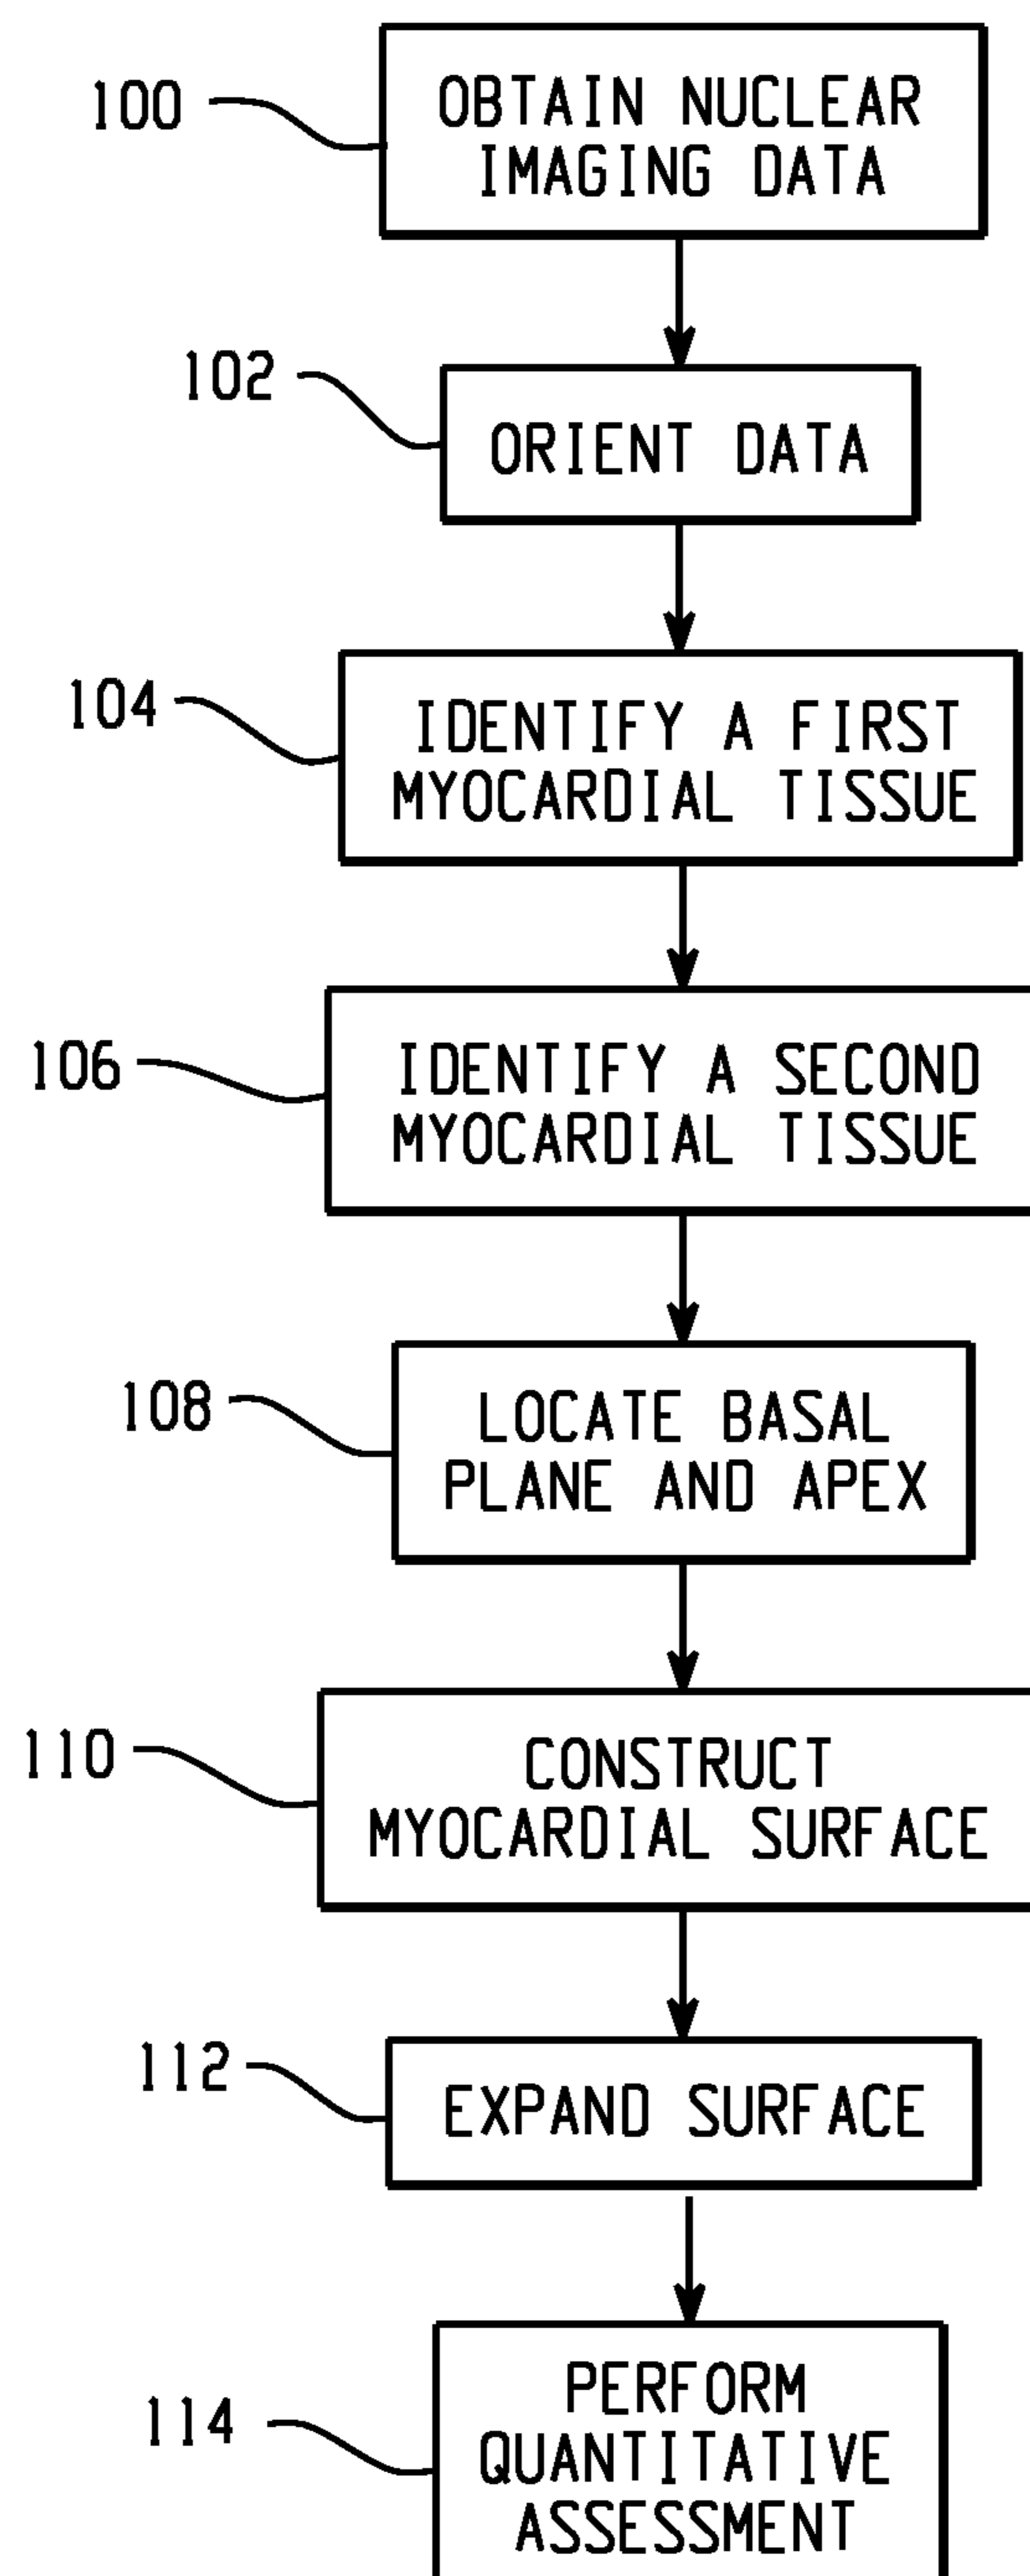 100
OBTAIN NUCLEAR
IMAGING DATA
102
ORIENT DATA
104
IDENTIFY A FIRST
MYOCARDIAL TISSUE
106
IDENTIFY A SECOND
MYOCARDIAL TISSUE
108
LOCATE BASAL
PLANE AND APEX
110
CONSTRUCT
MYOCARDIAL SURFACE
112
EXPAND SURFACE
114
PERFORM
QUANTITATIVE
ASSESSMENT